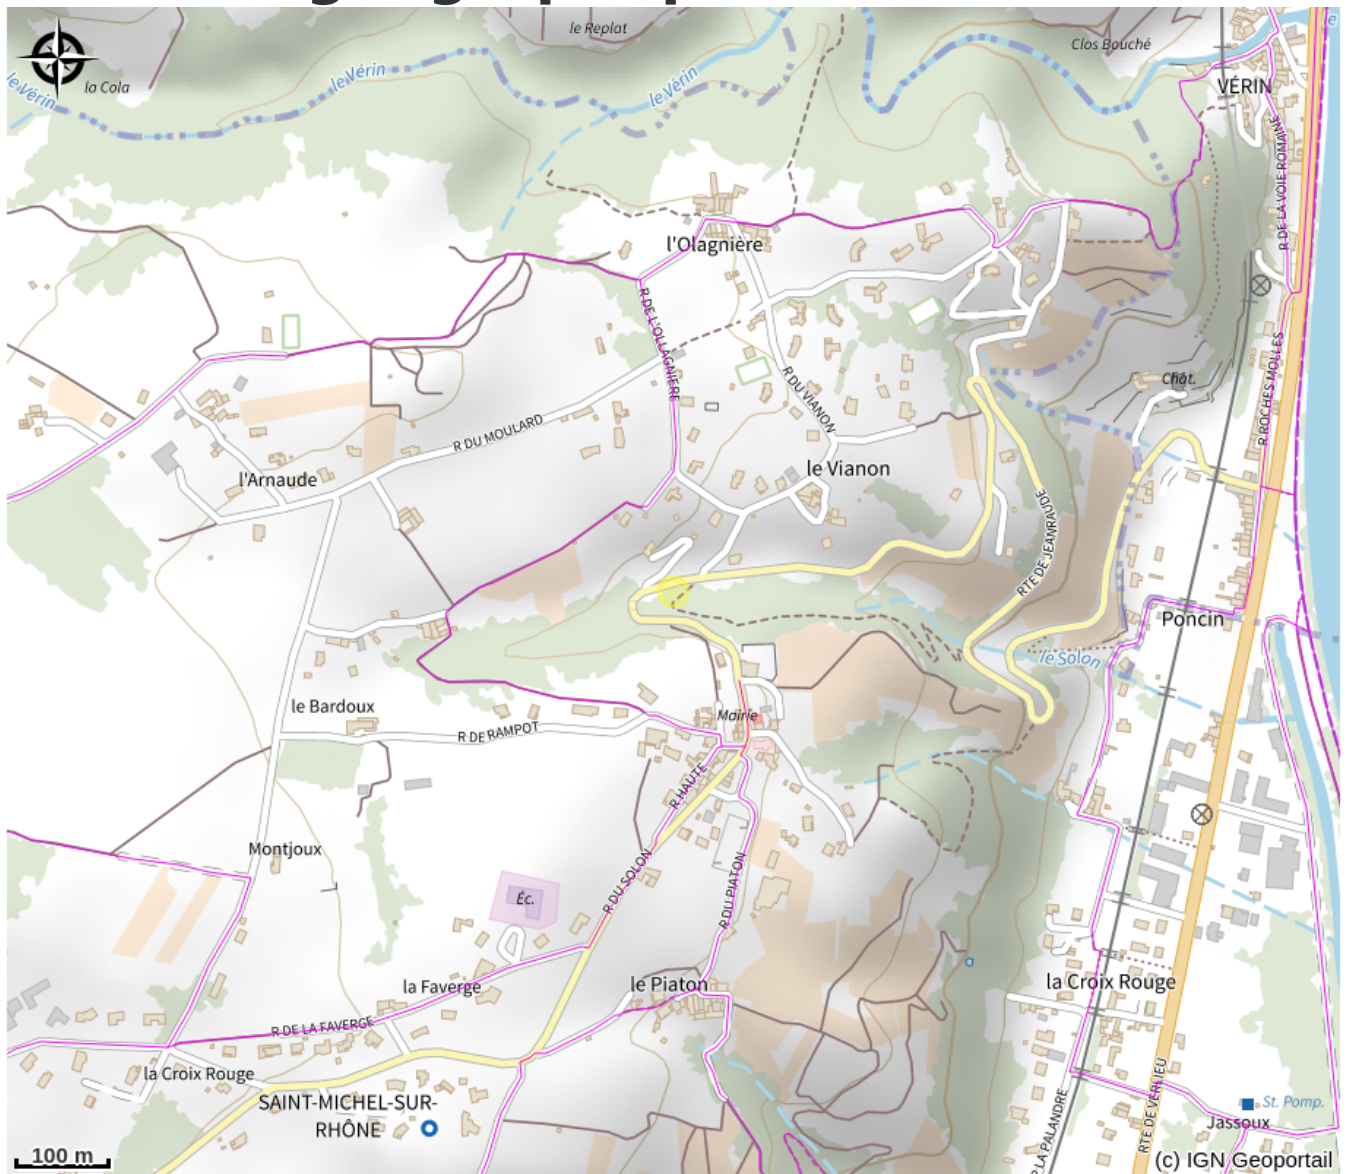 le Replat
Clos Bouché
la Cola
le Vérin
le Vérin
le Vérin
VÉRIN
R DE LA VOIE ROMAINE
l'Olagnière
R DE L'OLLAGNIÈRE
R DU VIANON
Chât.
R ROCHES MOLLES
R DU MOULARD
l'Arnaude
le Vianon
RTE DE JEANRAUDE
Poncin
le Solon
le Bardoux
Mairie
R DE RAMPOT
R HAUTE
Montjoux
R DU SOLON
R DU PIATON
Éc.
la Faverge
le Piaton
la Croix Rouge
R DE LA FAVERGE
la Croix Rouge
SAINT-MICHEL-SUR-
RHÔNE
LA PALANDRE
RTE DE VERLIEU
St. Pomp.
Jassoux
100 m
(c) IGN Geoportail